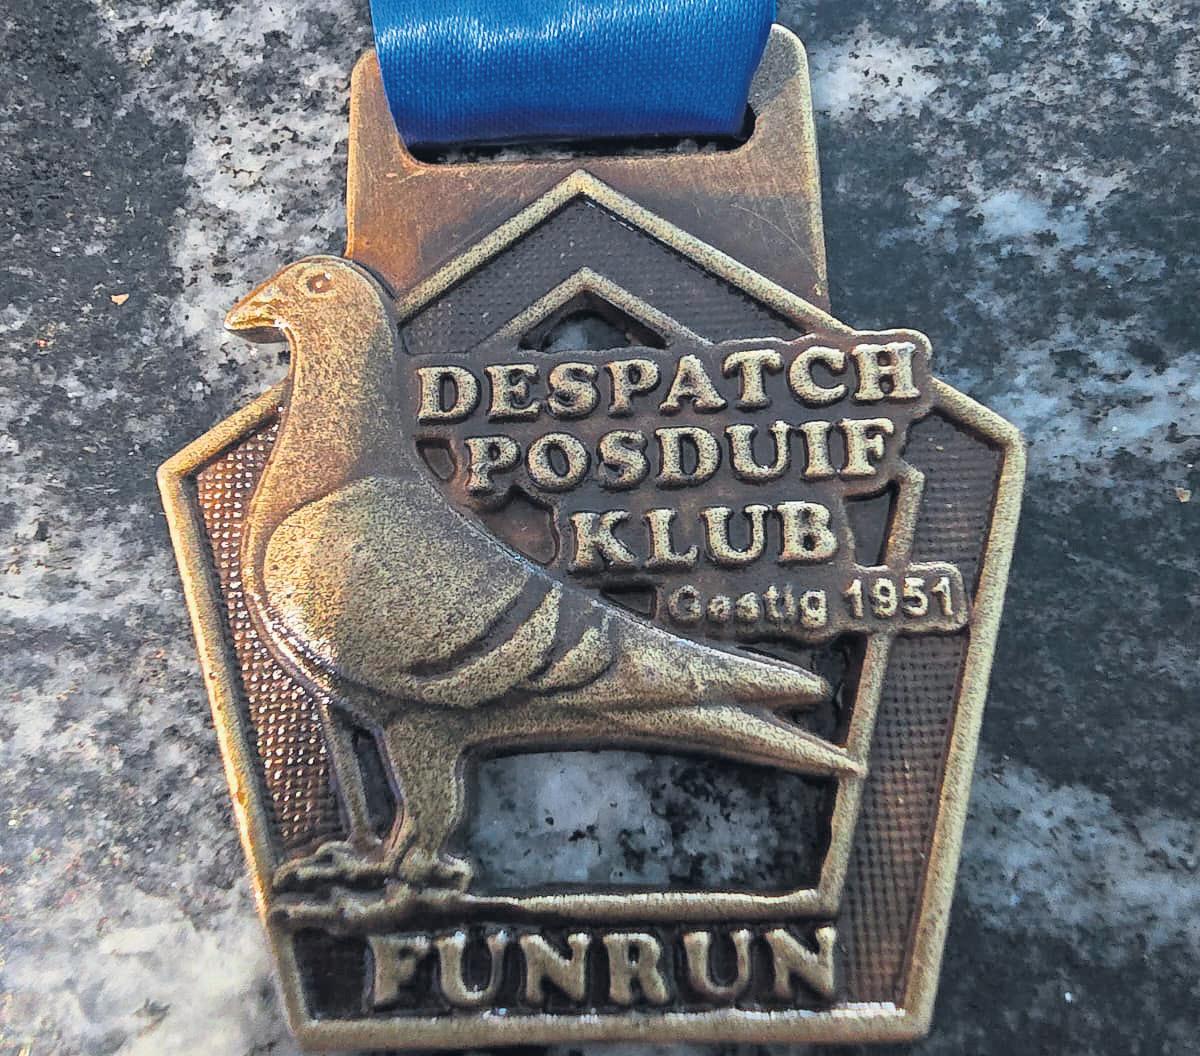 DESPATCH
POSDUIF
KLUB
Gestig 1951
FUNRUN